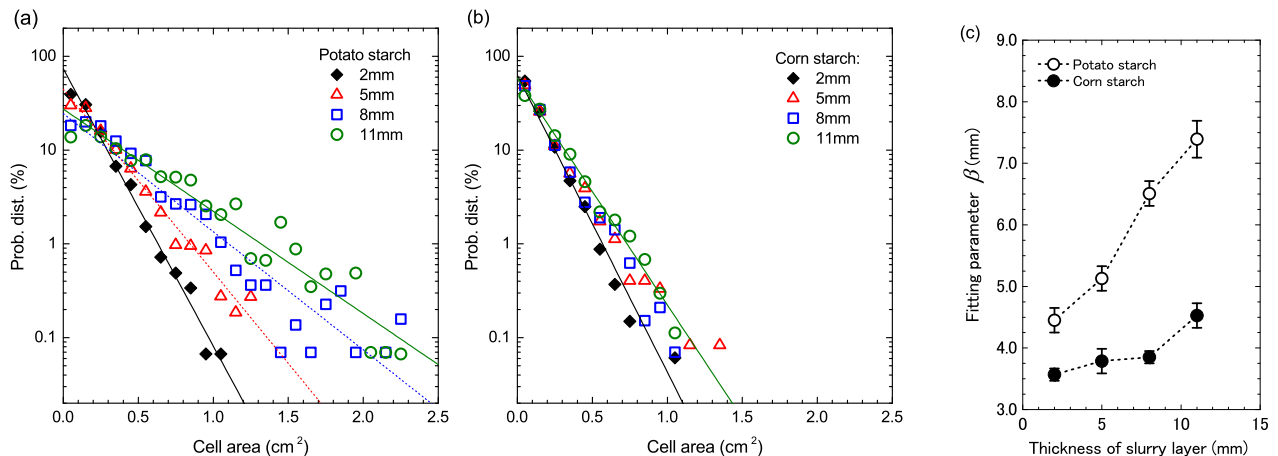 (a)
Potato starch
2mm
5mm
8mm
11mm
100
10
1
0.1
Prob. dist. (%)
0.0 0.5 1.0 1.5 2.0 2.5
Cell area (cm²)
(b)
Corn starch:
2mm
5mm
8mm
11mm
100
10
1
0.1
Prob. dist. (%)
0.0 0.5 1.0 1.5 2.0 2.5
Cell area (cm²)
(c)
Potato starch
Corn starch
9.0
8.0
7.0
6.0
5.0
4.0
3.0
Fitting parameter β (mm)
0 5 10 15
Thickness of slurry layer (mm)